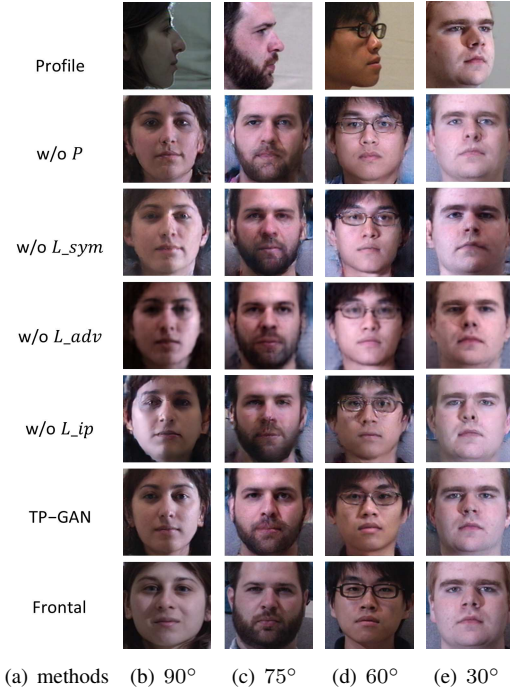 Profile
w/o P
w/o L_sym
w/o L_adv
w/o L_ip
TP-GAN
Frontal
(a) methods (b) 90° (c) 75° (d) 60° (e) 30°